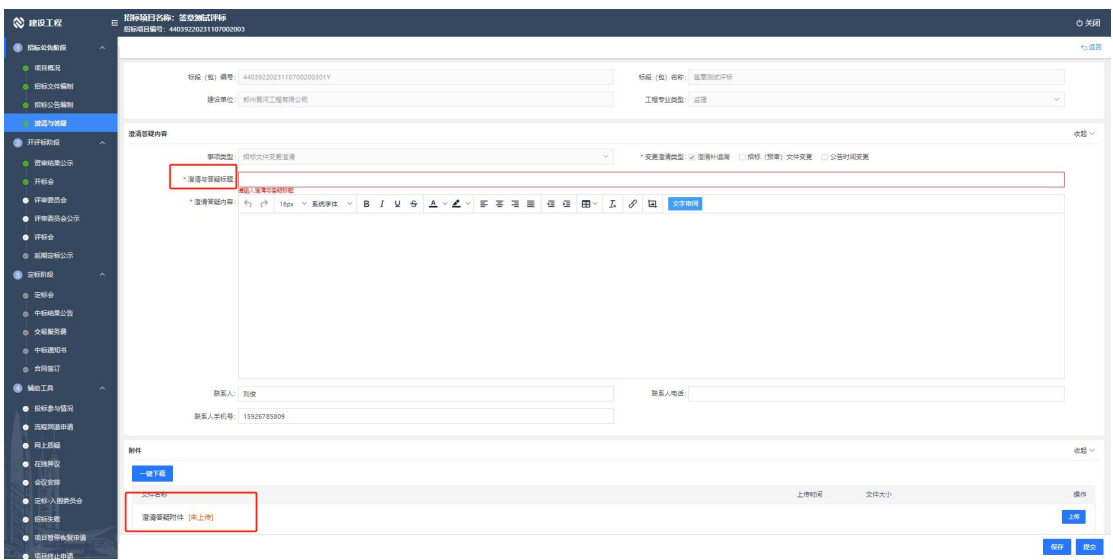 建设工程
招标项目名称：签章测试评标
招标项目编号：44039220231107002003
关闭
1 招标公告阶段
返回
项目概况
招标文件编制
招标公告编制
澄清与答疑
2 开评标阶段
资审结果公示
开标会
评审委员会
评审委员会公示
评标会
延期定标公示
3 定标阶段
定标会
中标结果公告
交易服务费
中标通知书
合同签订
4 辅助工具
投标参与情况
流程回退申请
网上质疑
在线异议
会议安排
定标·入围委员会
招标失败
项目暂停恢复申请
项目终止申请
标段（包）编号：4403922023110700200301Y
标段（包）名称：签章测试评标
建设单位：郑州黄河工程有限公司
工程专业类型：监理
澄清答疑内容
收起
事项类型：招标文件变更澄清
* 变更澄清类型：澄清补遗漏 招标（预审）文件变更 公告时间变更
* 澄清与答疑标题：
请输入澄清与答疑标题
* 澄清答疑内容：
16px 系统字体 B I U S A 文字审阅
联系人：刘俊
联系人电话：
联系人手机号：15926785809
附件
收起
一键下载
文件名称 上传时间 文件大小 操作
澄清答疑附件 [未上传] 上传
保存 提交